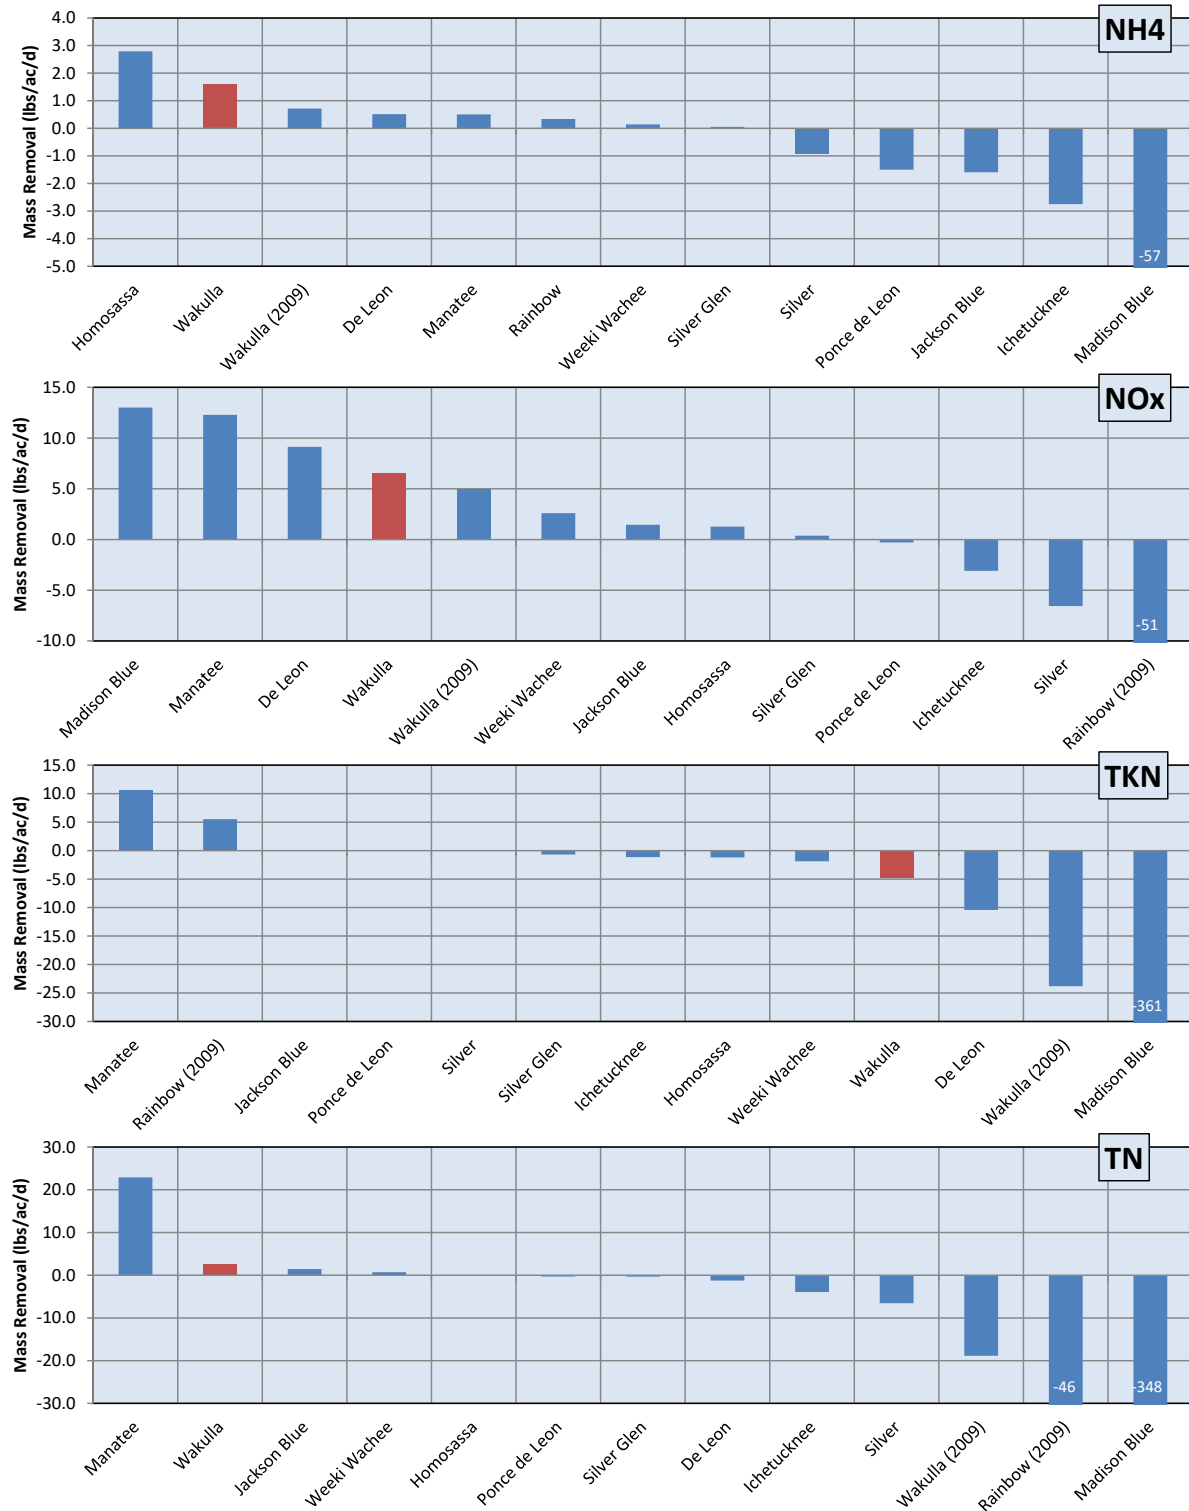 NH4
Mass Removal (lbs/ac/d)
4.0
3.0
2.0
1.0
0.0
-1.0
-2.0
-3.0
-4.0
-5.0
-57
Homosassa
Wakulla
Wakulla (2009)
De Leon
Manatee
Rainbow
Weeki Wachee
Silver Glen
Silver
Ponce de Leon
Jackson Blue
Ichetucknee
Madison Blue
NOx
Mass Removal (lbs/ac/d)
15.0
10.0
5.0
0.0
-5.0
-10.0
-51
Madison Blue
Manatee
De Leon
Wakulla
Wakulla (2009)
Weeki Wachee
Jackson Blue
Homosassa
Silver Glen
Ponce de Leon
Ichetucknee
Silver
Rainbow (2009)
TKN
Mass Removal (lbs/ac/d)
15.0
10.0
5.0
0.0
-5.0
-10.0
-15.0
-20.0
-25.0
-30.0
-361
Manatee
Rainbow (2009)
Jackson Blue
Ponce de Leon
Silver
Silver Glen
Ichetucknee
Homosassa
Weeki Wachee
Wakulla
De Leon
Wakulla (2009)
Madison Blue
TN
Mass Removal (lbs/ac/d)
30.0
20.0
10.0
0.0
-10.0
-20.0
-30.0
-46
-348
Manatee
Wakulla
Jackson Blue
Weeki Wachee
Homosassa
Ponce de Leon
Silver Glen
De Leon
Ichetucknee
Silver
Wakulla (2009)
Rainbow (2009)
Madison Blue